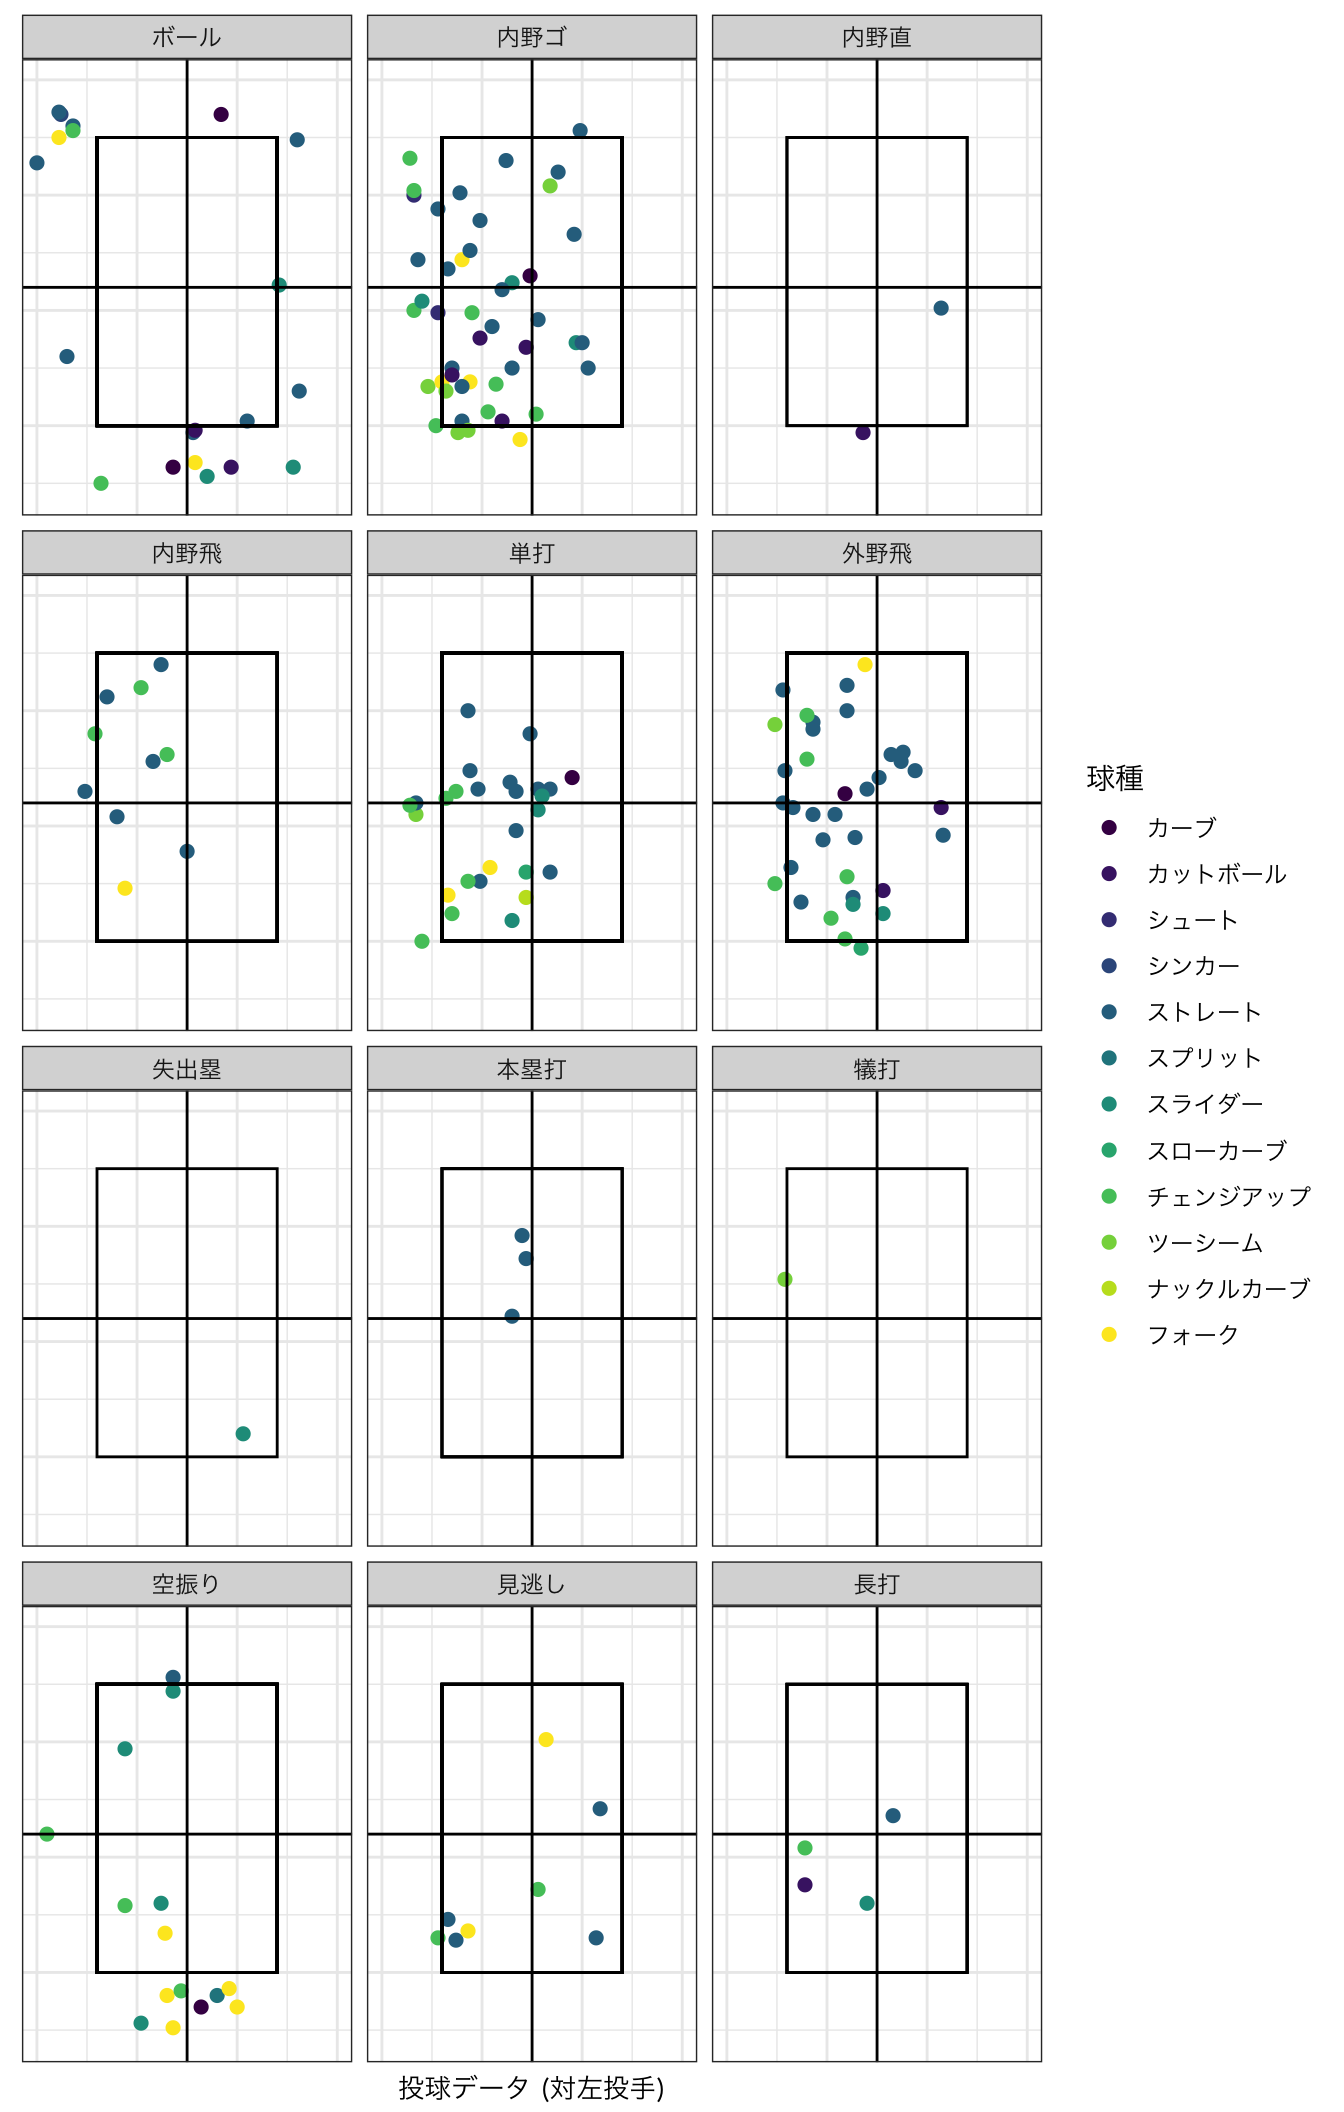 ボール
内野ゴ
内野直
内野飛
単打
外野飛
失出塁
本塁打
犠打
空振り
見逃し
長打
球種
カーブ
カットボール
シュート
シンカー
ストレート
スプリット
スライダー
スローカーブ
チェンジアップ
ツーシーム
ナックルカーブ
フォーク
投球データ (対左投手)